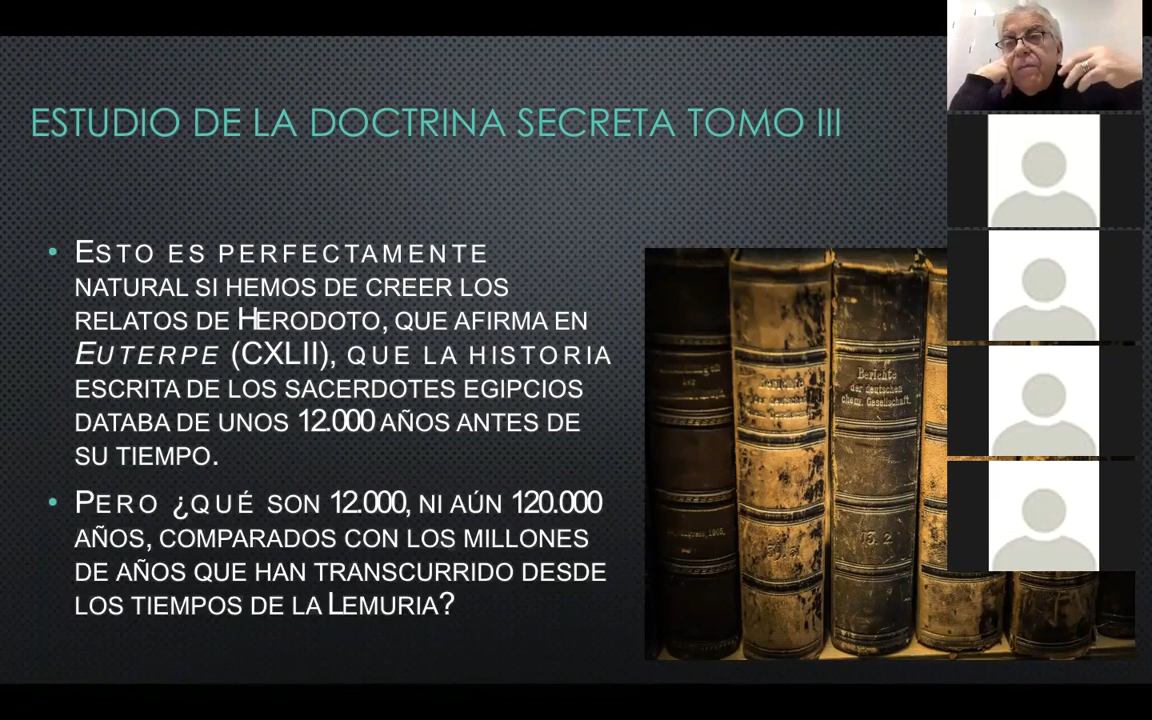 ESTUDIO DE LA DOCTRINA SECRETA TOMO III
• ESTO ES PERFECTAMENTE
NATURAL SI HEMOS DE CREER LOS
RELATOS DE HERODOTO, QUE AFIRMA EN
EUTERPE (CXLII), QUE LA HISTORIA
ESCRITA DE LOS SACERDOTES EGIPCIOS
DATABA DE UNOS 12.000 AÑOS ANTES DE
SU TIEMPO.
• PERO ¿QUÉ SON 12.000, NI AÚN 120.000
AÑOS, COMPARADOS CON LOS MILLONES
DE AÑOS QUE HAN TRANSCURRIDO DESDE
LOS TIEMPOS DE LA LEMURIA?
Berichte
der deutschen
chem. Gesellschaft.